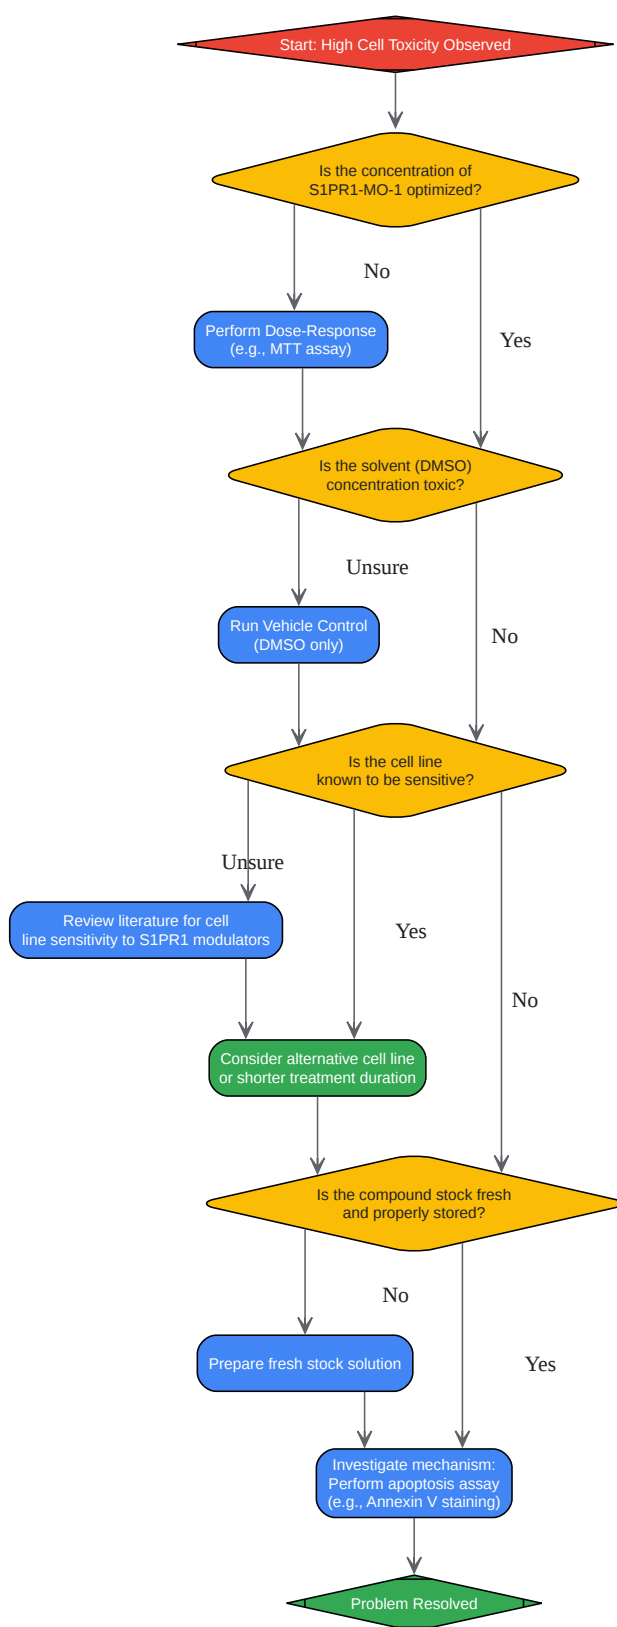 Start: High Cell Toxicity Observed
Is the concentration of
S1PR1-MO-1 optimized?
No
Perform Dose-Response
(e.g., MTT assay)
Yes
Is the solvent (DMSO)
concentration toxic?
Unsure
Run Vehicle Control
(DMSO only)
No
Is the cell line
known to be sensitive?
Unsure
Review literature for cell
line sensitivity to S1PR1 modulators
Yes
No
Consider alternative cell line
or shorter treatment duration
Is the compound stock fresh
and properly stored?
No
Prepare fresh stock solution
Yes
Investigate mechanism:
Perform apoptosis assay
(e.g., Annexin V staining)
Problem Resolved